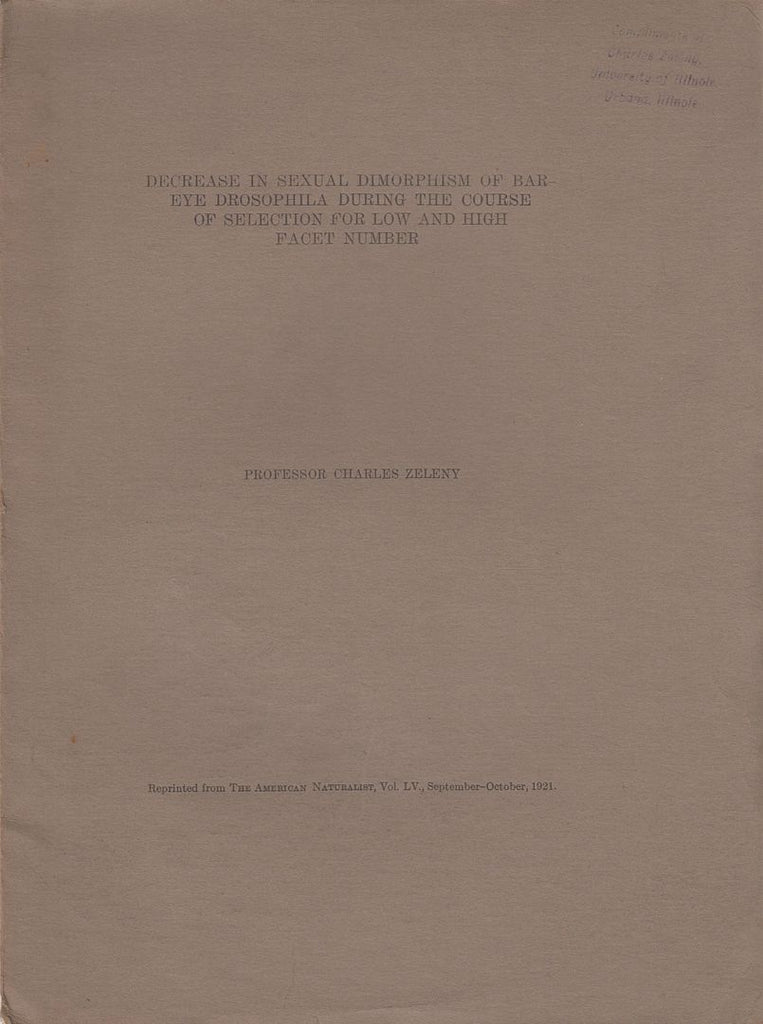 Compliments of
Charles Zeleny,
University of Illinois,
Urbana, Illinois
DECREASE IN SEXUAL DIMORPHISM OF BAR-
EYE DROSOPHILA DURING THE COURSE
OF SELECTION FOR LOW AND HIGH
FACET NUMBER
PROFESSOR CHARLES ZELENY
Reprinted from THE AMERICAN NATURALIST, Vol. LV., September–October, 1921.